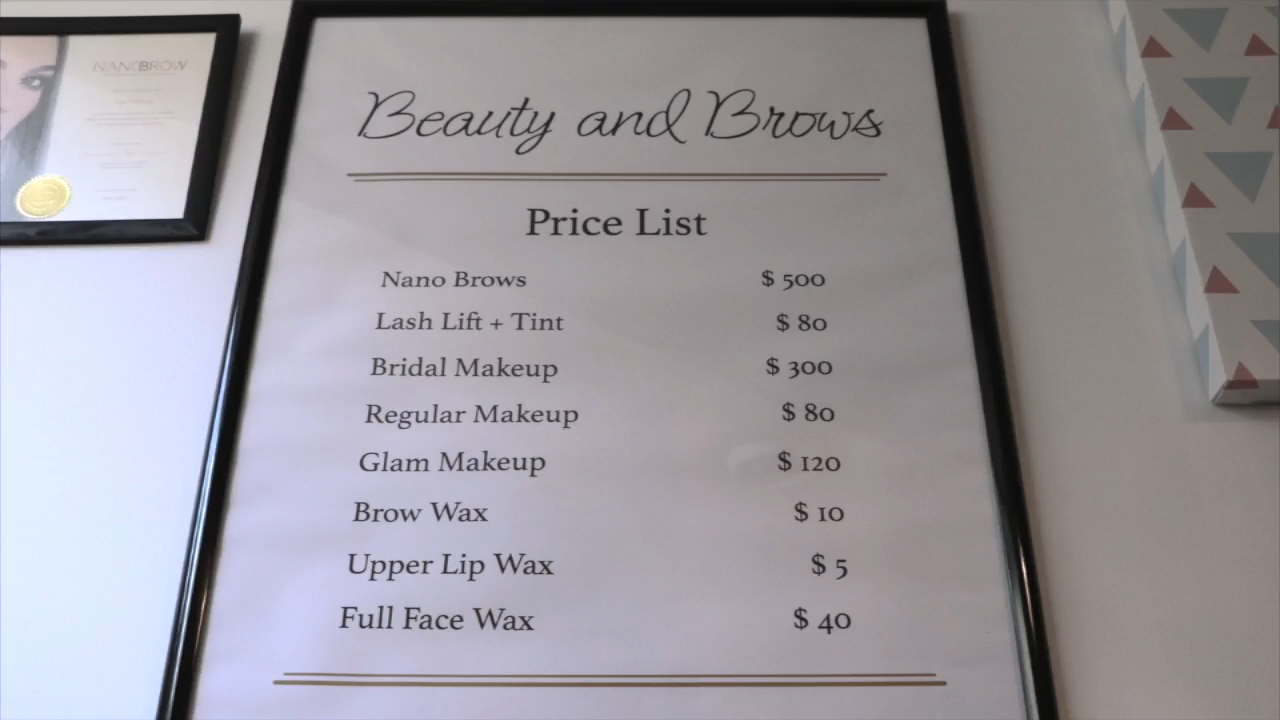 NANOBROW
Beauty and Brows
Price List
Nano Brows $ 500
Lash Lift + Tint $ 80
Bridal Makeup $ 300
Regular Makeup $ 80
Glam Makeup $ 120
Brow Wax $ 10
Upper Lip Wax $ 5
Full Face Wax $ 40